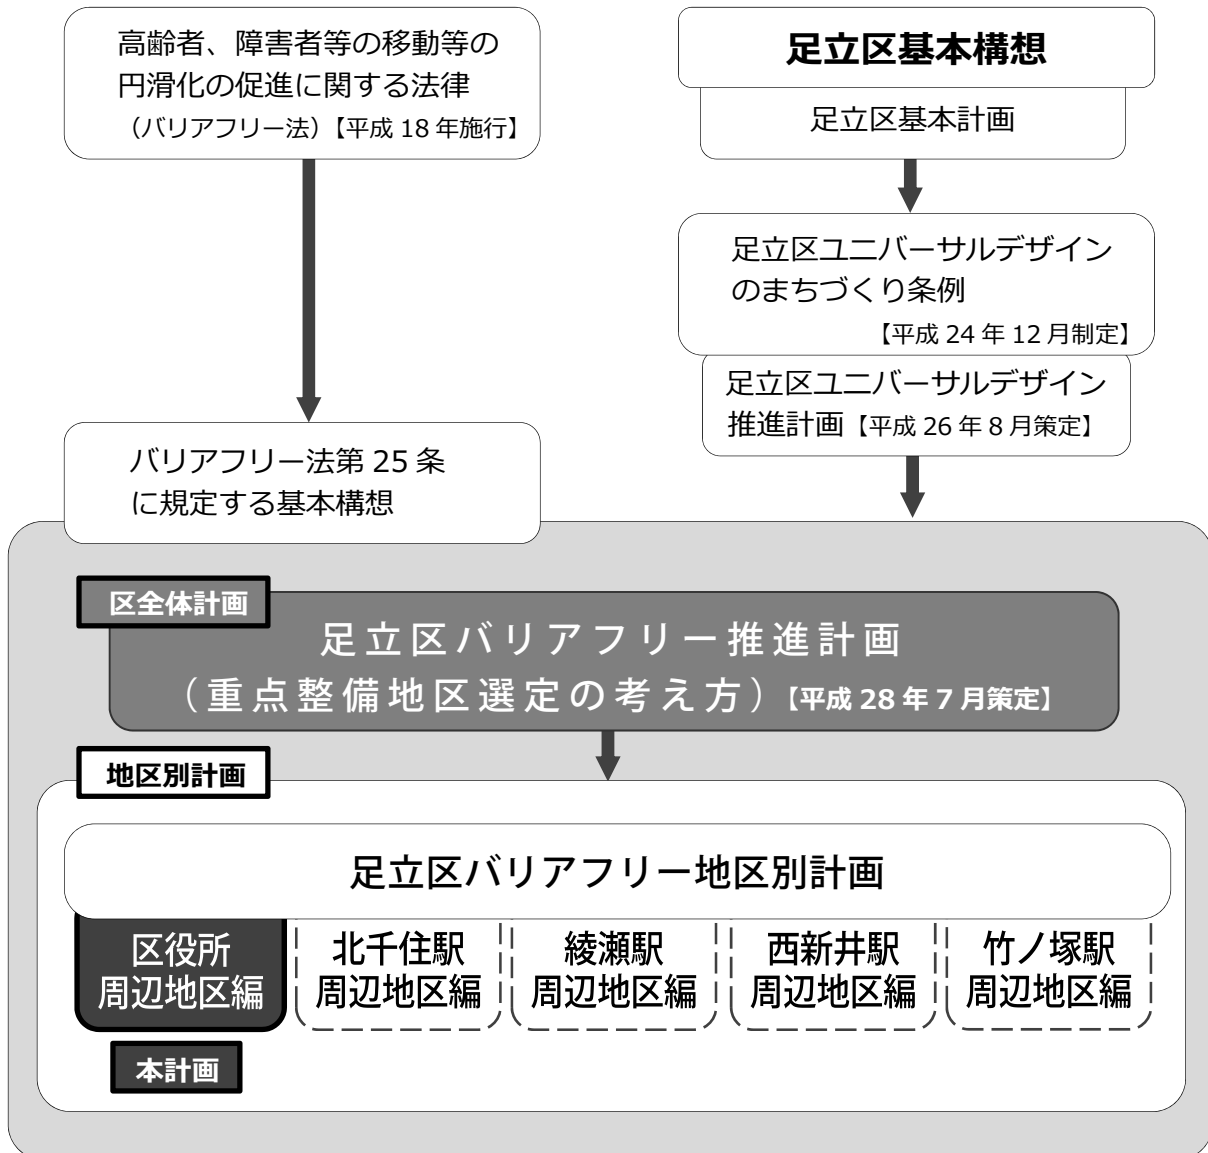 高齢者、障害者等の移動等の
円滑化の促進に関する法律
（バリアフリー法）【平成 18 年施行】
バリアフリー法第 25 条
に規定する基本構想
足立区基本構想
足立区基本計画
足立区ユニバーサルデザイン
のまちづくり条例
【平成 24 年 12 月制定】
足立区ユニバーサルデザイン
推進計画【平成 26 年 8 月策定】
区全体計画
足立区バリアフリー推進計画
（重点整備地区選定の考え方）【平成 28 年 7 月策定】
地区別計画
足立区バリアフリー地区別計画
区役所
周辺地区編
北千住駅
周辺地区編
綾瀬駅
周辺地区編
西新井駅
周辺地区編
竹ノ塚駅
周辺地区編
本計画